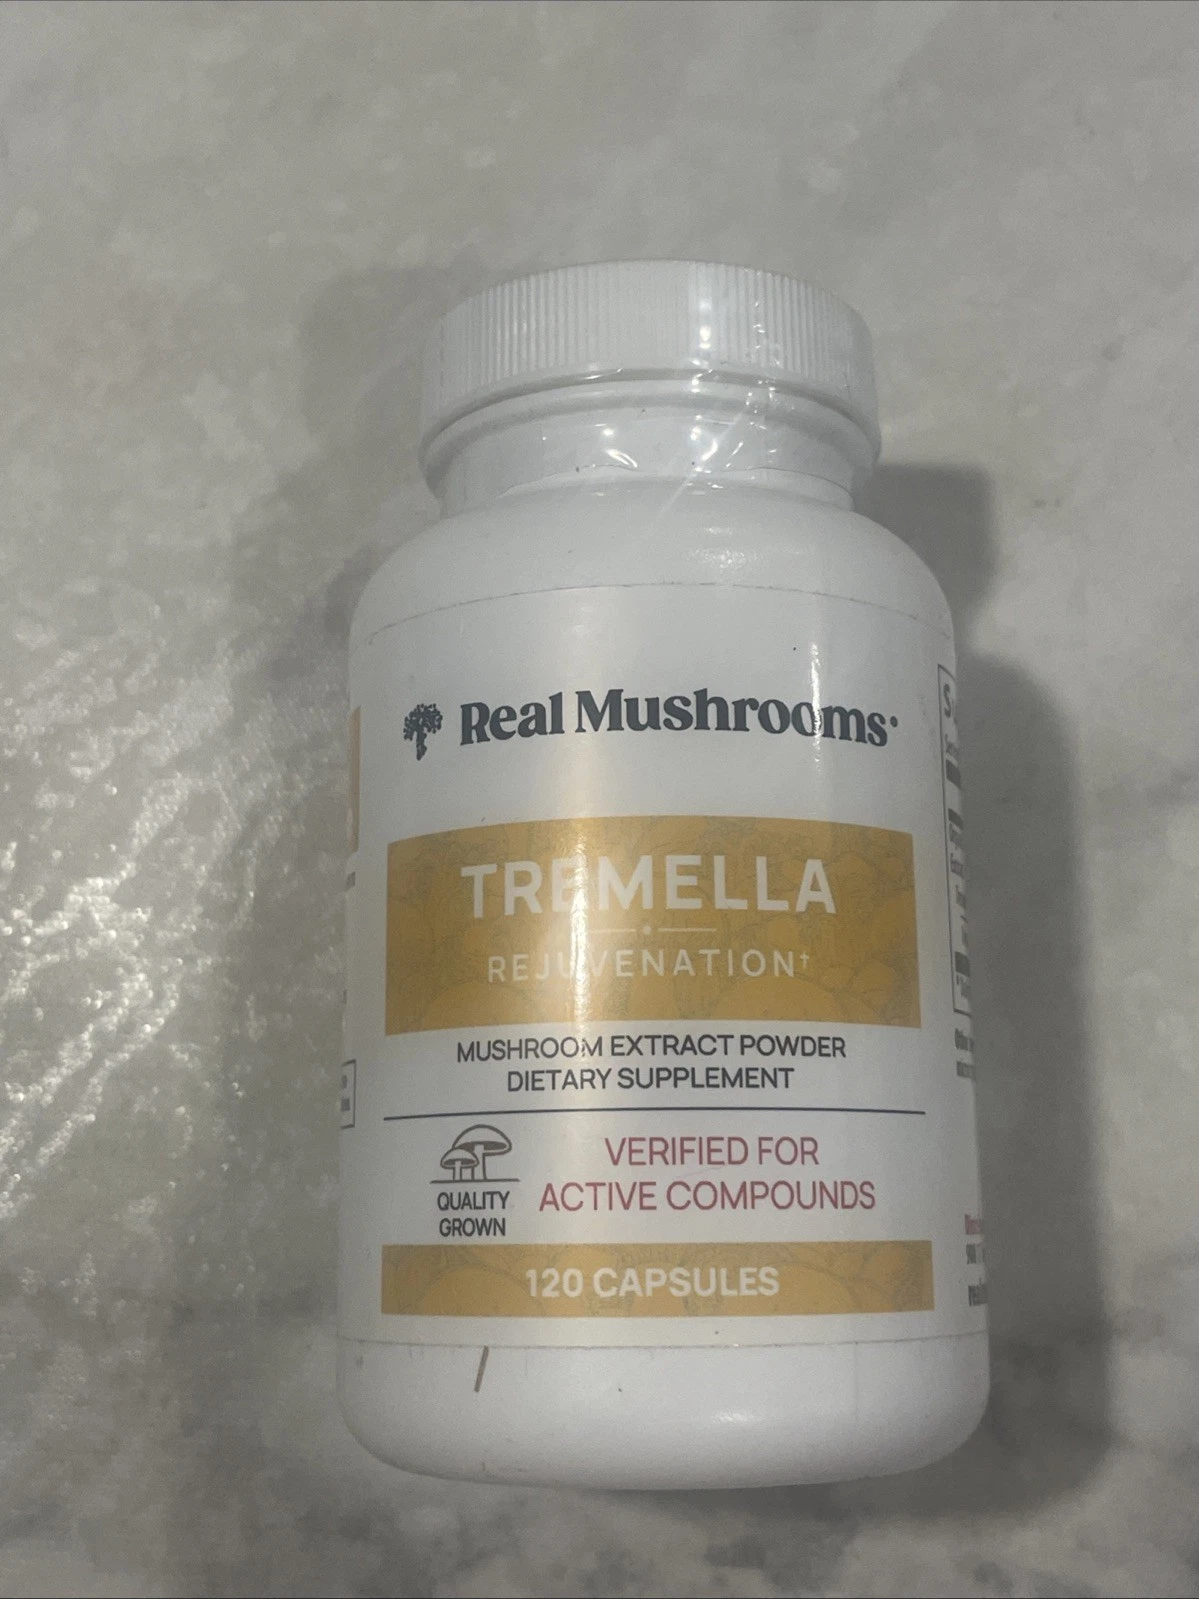 Real Mushrooms
TREMELLA
REJUVENATION†
MUSHROOM EXTRACT POWDER
DIETARY SUPPLEMENT
QUALITY
GROWN
VERIFIED FOR
ACTIVE COMPOUNDS
120 CAPSULES